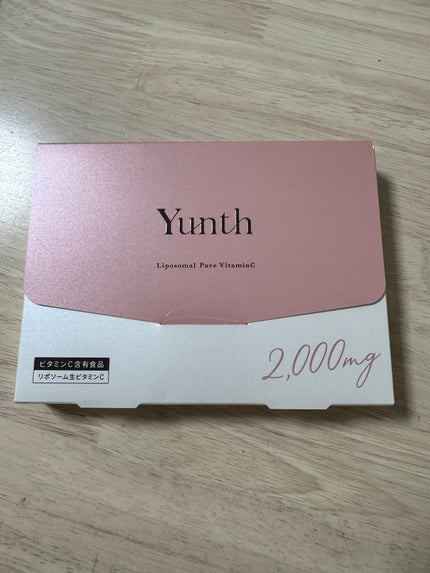 Yunth
Liposomal Pure VitaminC
ビタミンC含有食品
リポソーム生ビタミンC
2,000mg